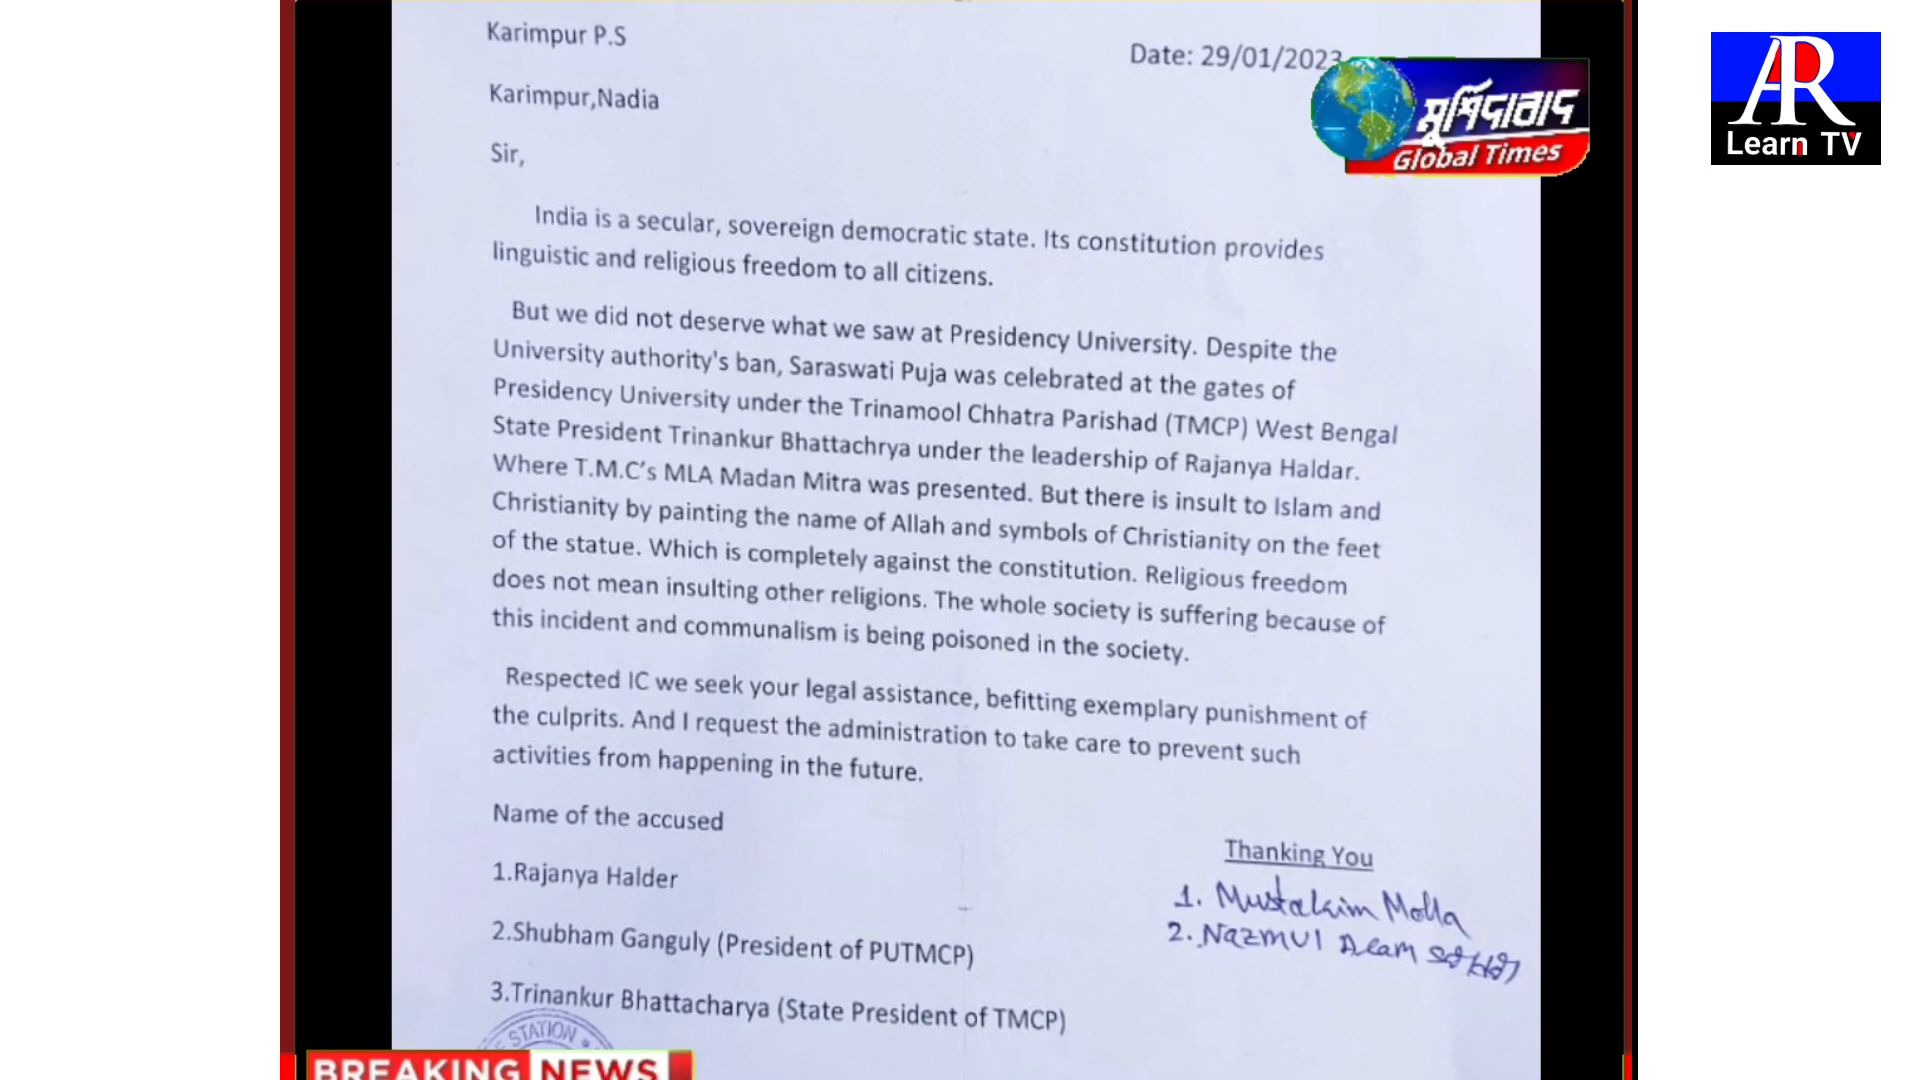 Karimpur P.S
Date: 29/01/2023
Karimpur,Nadia
Sir,
India is a secular, sovereign democratic state. Its constitution provides
linguistic and religious freedom to all citizens.
But we did not deserve what we saw at Presidency University. Despite the
University authority's ban, Saraswati Puja was celebrated at the gates of
Presidency University under the Trinamool Chhatra Parishad (TMCP) West Bengal
State President Trinankur Bhattachrya under the leadership of Rajanya Haldar.
Where T.M.C's MLA Madan Mitra was presented. But there is insult to Islam and
Christianity by painting the name of Allah and symbols of Christianity on the feet
of the statue. Which is completely against the constitution. Religious freedom
does not mean insulting other religions. The whole society is suffering because of
this incident and communalism is being poisoned in the society.
Respected IC we seek your legal assistance, befitting exemplary punishment of
the culprits. And I request the administration to take care to prevent such
activities from happening in the future.
Name of the accused
1.Rajanya Halder
2.Shubham Ganguly (President of PUTMCP)
3.Trinankur Bhattacharya (State President of TMCP)
Thanking You
1. Mustakim Molla
2. Nazmul Alam
STATION
BREAKING NEWS
মুর্শিদাবাদ
Global Times
AR
Learn TV